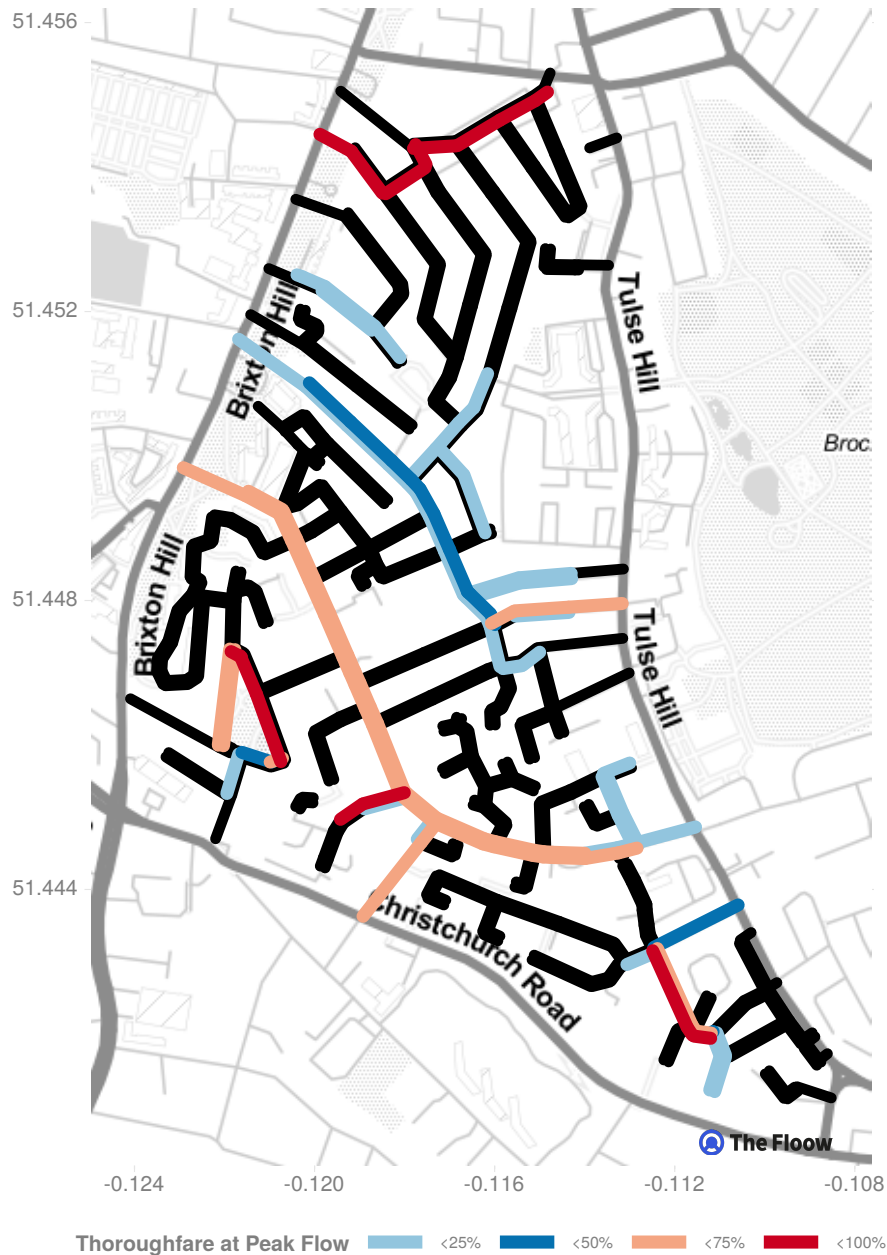 51.456
Tulse Hill
51.452
Brixton Hill
Broc.
51.448
Brixton Hill
Tulse Hill
51.444
Christchurch Road
The Floow
-0.124 -0.120 -0.116 -0.112 -0.108
Thoroughfare at Peak Flow <25% <50% <75% <100%